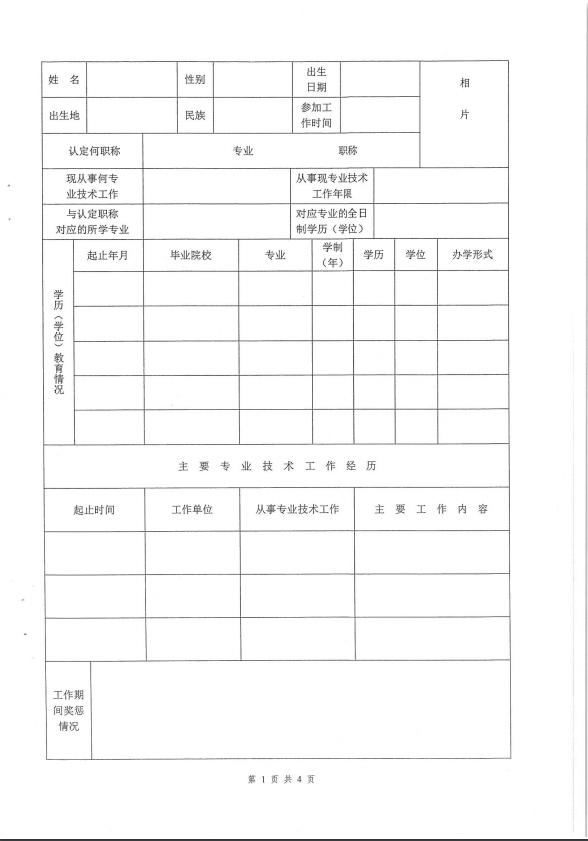 姓 名 性别 出生
日期 相
片
出生地 民族 参加工
作时间
认定何职称 专业 职称
现从事何专
业技术工作 从事现专业技术
工作年限
与认定职称
对应的所学专业 对应专业的全日
制学历（学位）
学历（学位）教育情况
起止年月 毕业院校 专业 学制
（年） 学历 学位 办学形式
主 要 专 业 技 术 工 作 经 历
起止时间 工作单位 从事专业技术工作 主 要 工 作 内 容
工作期
间奖惩
情况
第 1 页 共 4 页